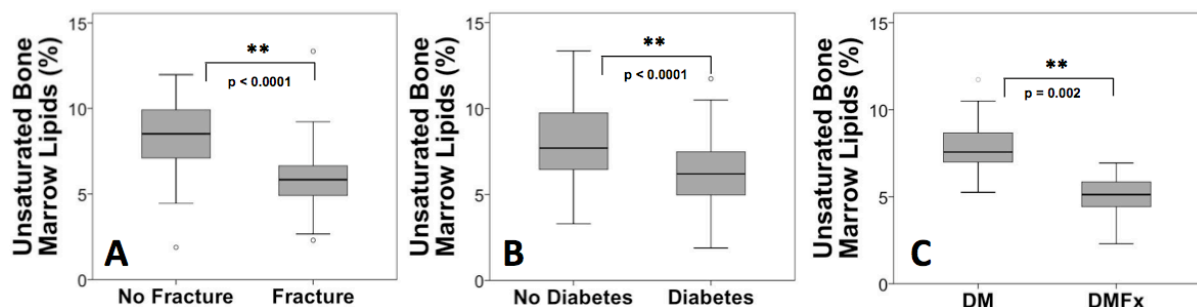 Unsaturated Bone
Marrow Lipids (%)
15
10
5
0
**
p < 0.0001
A
No Fracture
Fracture
Unsaturated Bone
Marrow Lipids (%)
15
10
5
0
**
p < 0.0001
B
No Diabetes
Diabetes
Unsaturated Bone
Marrow Lipids (%)
15
10
5
0
**
p = 0.002
C
DM
DMFx